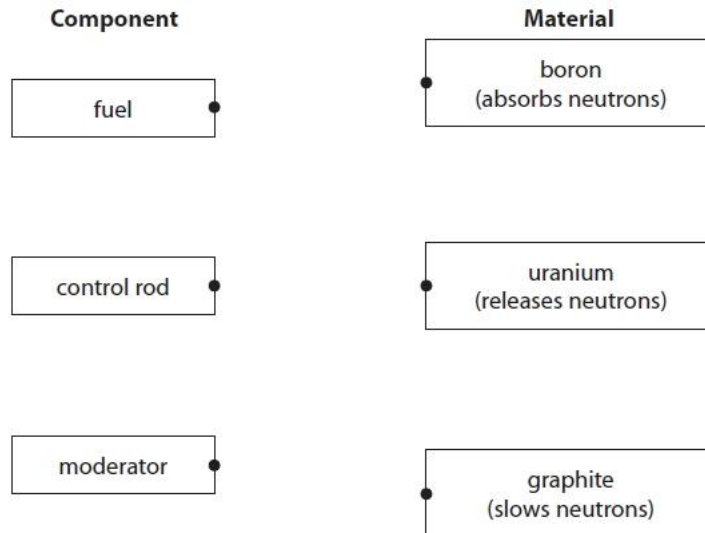 Component
Material
fuel
boron
(absorbs neutrons)
control rod
uranium
(releases neutrons)
moderator
graphite
(slows neutrons)